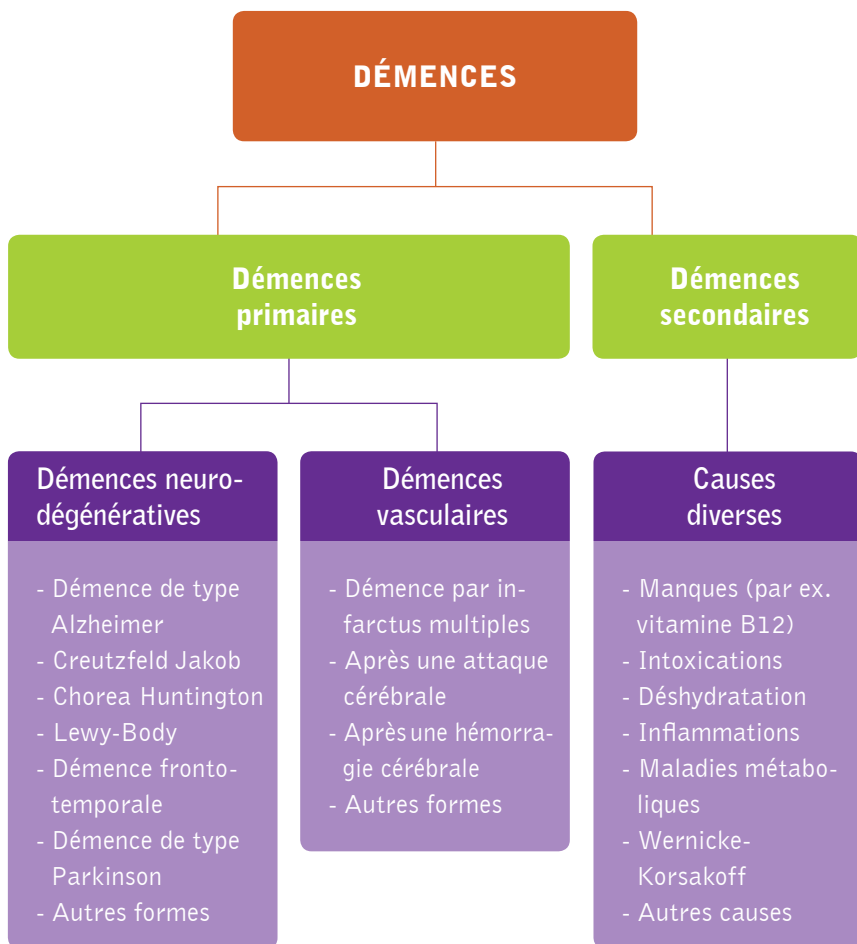 DÉMENCES
Démences
primaires
Démences
secondaires
Démences neuro-
dégénératives
- Démence de type
Alzheimer
- Creutzfeld Jakob
- Chorea Huntington
- Lewy-Body
- Démence fronto-
temporale
- Démence de type
Parkinson
- Autres formes
Démences
vasculaires
- Démence par in-
farctus multiples
- Après une attaque
cérébrale
- Après une hémorra-
gie cérébrale
- Autres formes
Causes
diverses
- Manques (par ex.
vitamine B12)
- Intoxications
- Déshydratation
- Inflammations
- Maladies métabo-
liques
- Wernicke-
Korsakoff
- Autres causes